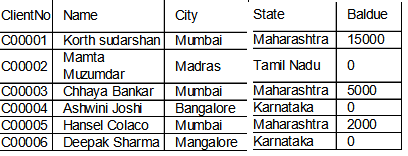 ClientNo Name City State Baldue
C00001 Korth sudarshan Mumbai Maharashtra 15000
C00002 Mamta Muzumdar Madras Tamil Nadu 0
C00003 Chhaya Bankar Mumbai Maharashtra 5000
C00004 Ashwini Joshi Bangalore Karnataka 0
C00005 Hansel Colaco Mumbai Maharashtra 2000
C00006 Deepak Sharma Mangalore Karnataka 0